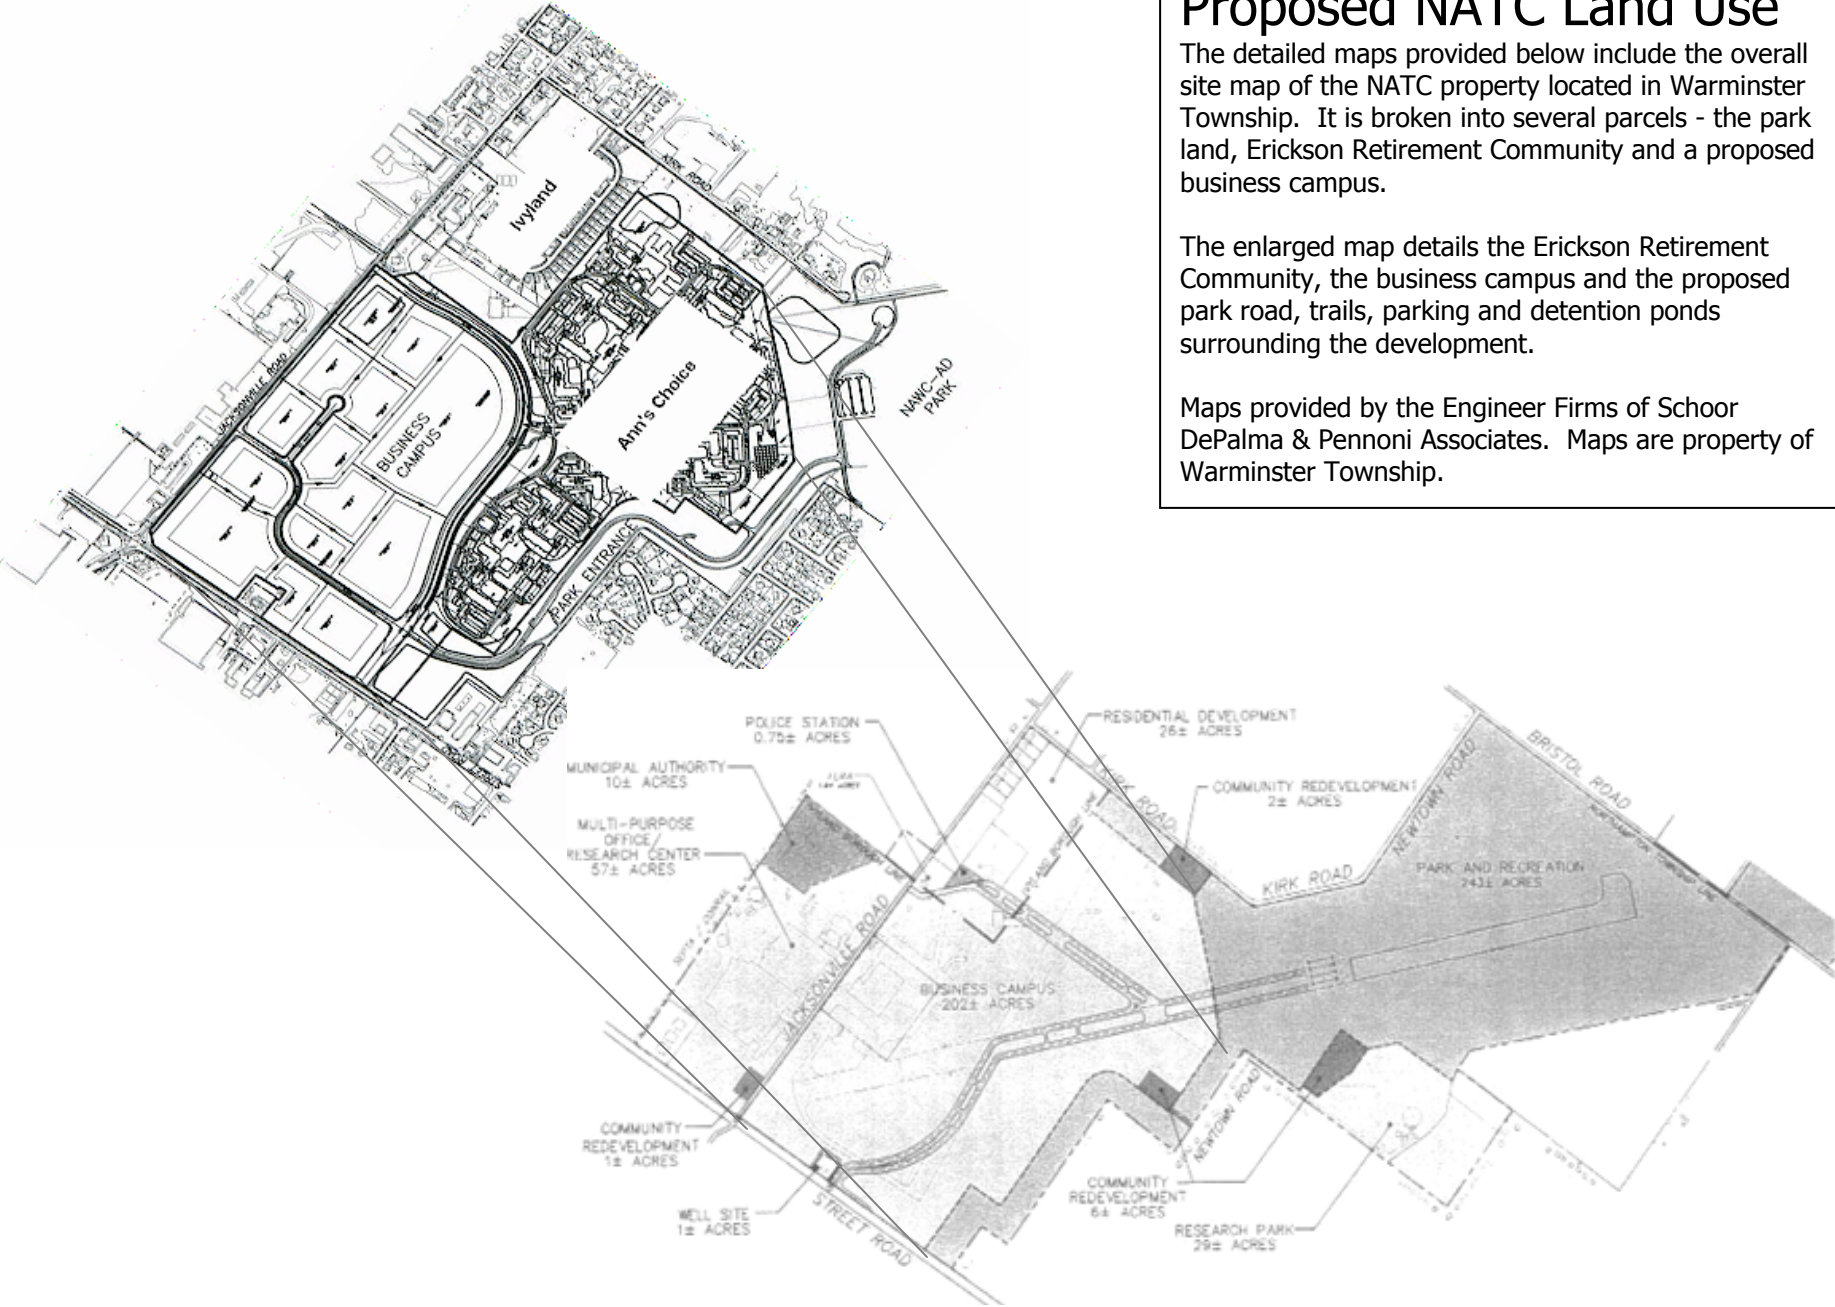 Proposed NATC Land Use
The detailed maps provided below include the overall
site map of the NATC property located in Warminster
Township.  It is broken into several parcels - the park
land, Erickson Retirement Community and a proposed
business campus.
The enlarged map details the Erickson Retirement
Community, the business campus and the proposed
park road, trails, parking and detention ponds
surrounding the development.
Maps provided by the Engineer Firms of Schoor
DePalma & Pennoni Associates.  Maps are property of
Warminster Township.
KIRK
ROAD
Ivyland
JACKSONVILLE ROAD
BUSINESS
CAMPUS
Ann's Choice
NAWC-AD
PARK
PARK ENTRANCE
POLICE STATION
0.75± ACRES
RESIDENTIAL DEVELOPMENT
26± ACRES
MUNICIPAL AUTHORITY
10± ACRES
COMMUNITY REDEVELOPMENT
2± ACRES
MULTI-PURPOSE
OFFICE/
RESEARCH CENTER
57± ACRES
KIRK ROAD
NEWTOWN ROAD
BRISTOL ROAD
NORTHAMPTON TOWNSHIP LINE
KIRK ROAD
PARK AND RECREATION
243± ACRES
JACKSONVILLE ROAD
BUSINESS CAMPUS
202± ACRES
COMMUNITY
REDEVELOPMENT
1± ACRES
WELL SITE
1± ACRES
STREET ROAD
NEWTOWN ROAD
COMMUNITY
REDEVELOPMENT
6± ACRES
RESEARCH PARK
29± ACRES